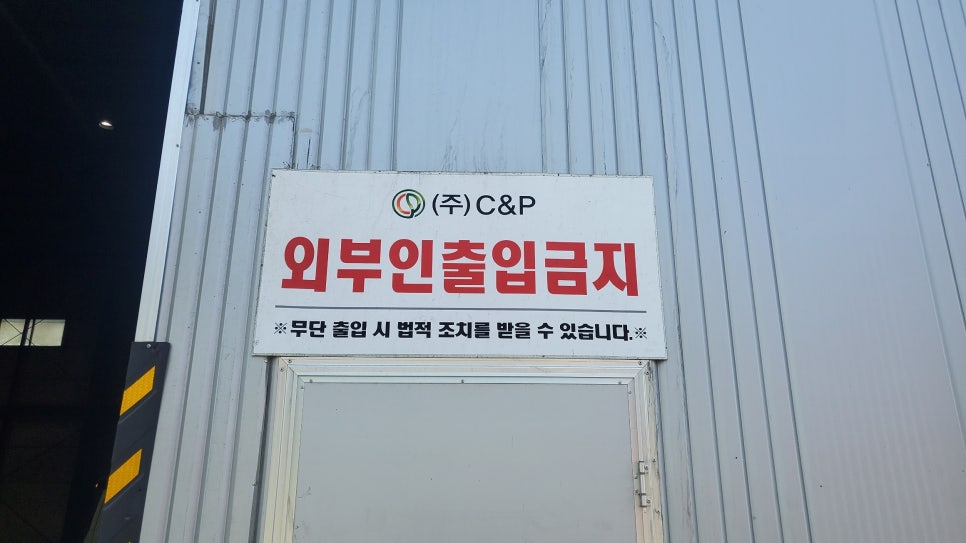 (주)C&P
외부인출입금지
※무단 출입 시 법적 조치를 받을 수 있습니다.※